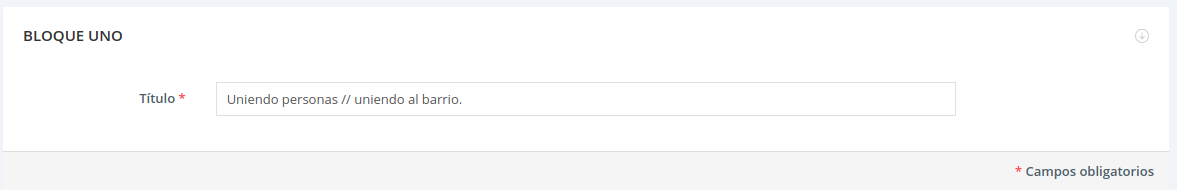 BLOQUE UNO
Título *
Uniendo personas // uniendo al barrio.
* Campos obligatorios